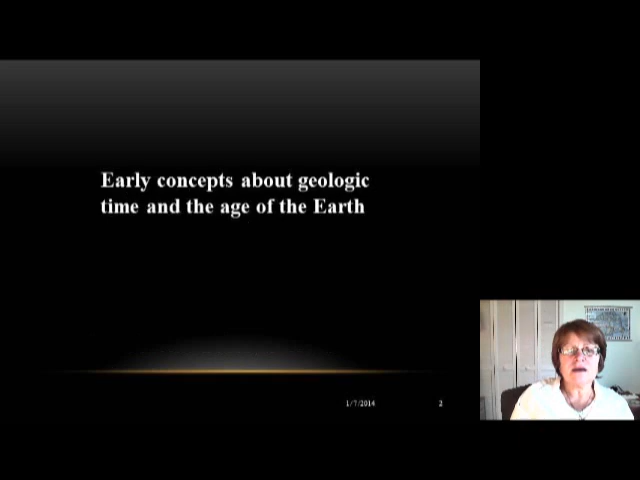 Early concepts about geologic
time and the age of the Earth
1/7/2014
2